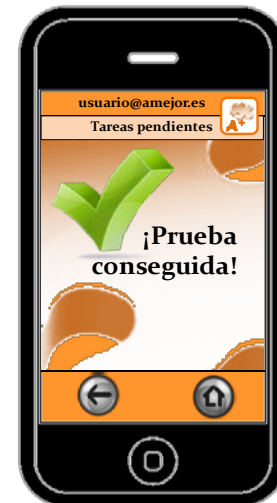 usuario@amejor.es
Tareas pendientes
A+
¡Prueba
conseguida!